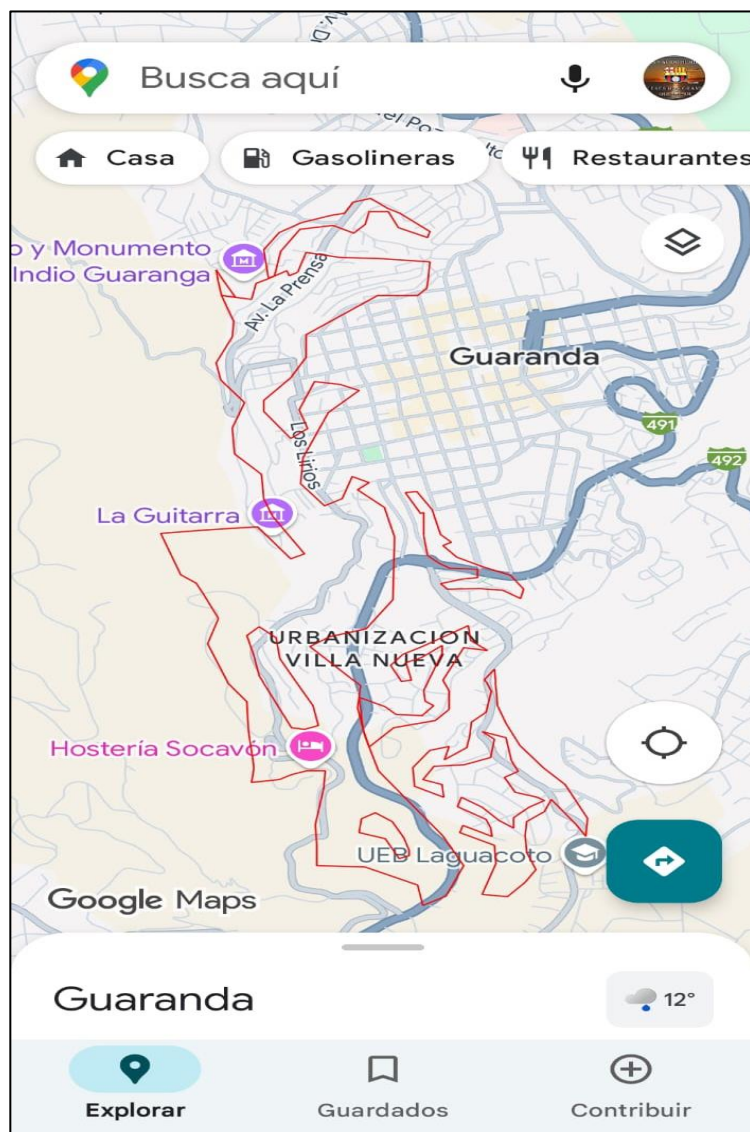 Busca aquí
Casa
Gasolineras
Restaurantes
o y Monumento
Indio Guaranga
Av. La Prensa
Guaranda
491
492
Los Lirios
La Guitarra
URBANIZACION
VILLA NUEVA
Hostería Socavón
UEB Laguacoto
Google Maps
Guaranda
12°
Explorar
Guardados
Contribuir